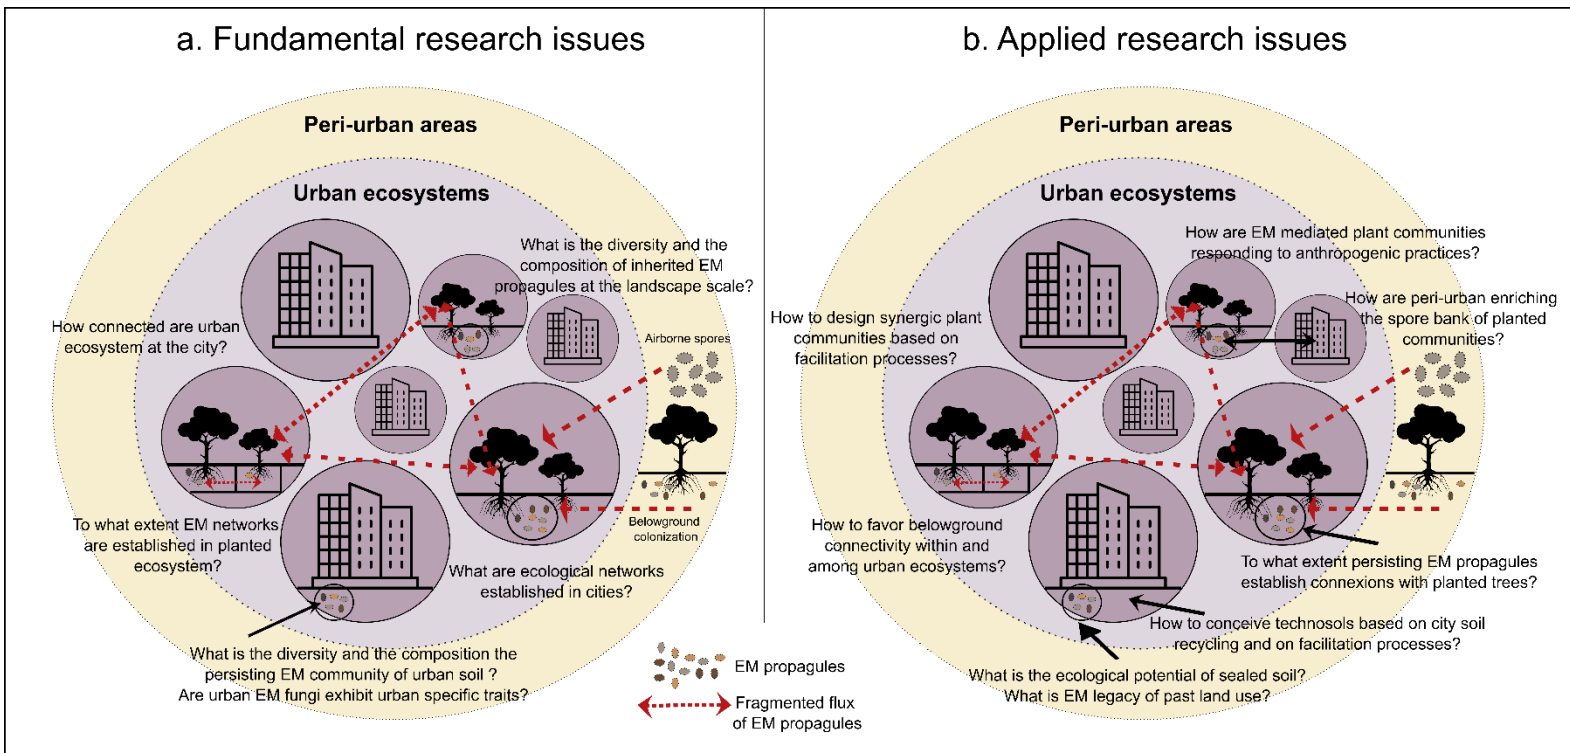 a. Fundamental research issues
Peri-urban areas
Urban ecosystems
What is the diversity and the
composition of inherited EM
propagules at the landscape scale?
How connected are urban
ecosystem at the city?
Airborne spores
To what extent EM networks
are established in planted
ecosystem?
Belowground
colonization
What are ecological networks
established in cities?
What is the diversity and the composition the
persisting EM community of urban soil ?
Are urban EM fungi exhibit urban specific traits?
b. Applied research issues
Peri-urban areas
Urban ecosystems
How are EM mediated plant communities
responding to anthropogenic practices?
How are peri-urban enriching
the spore bank of planted
communities?
How to design synergic plant
communities based on
facilitation processes?
How to favor belowground
connectivity within and
among urban ecosystems?
To what extent persisting EM propagules
establish connexions with planted trees?
How to conceive technosols based on city soil
recycling and on facilitation processes?
What is the ecological potential of sealed soil?
What is EM legacy of past land use?
EM propagules
Fragmented flux
of EM propagules